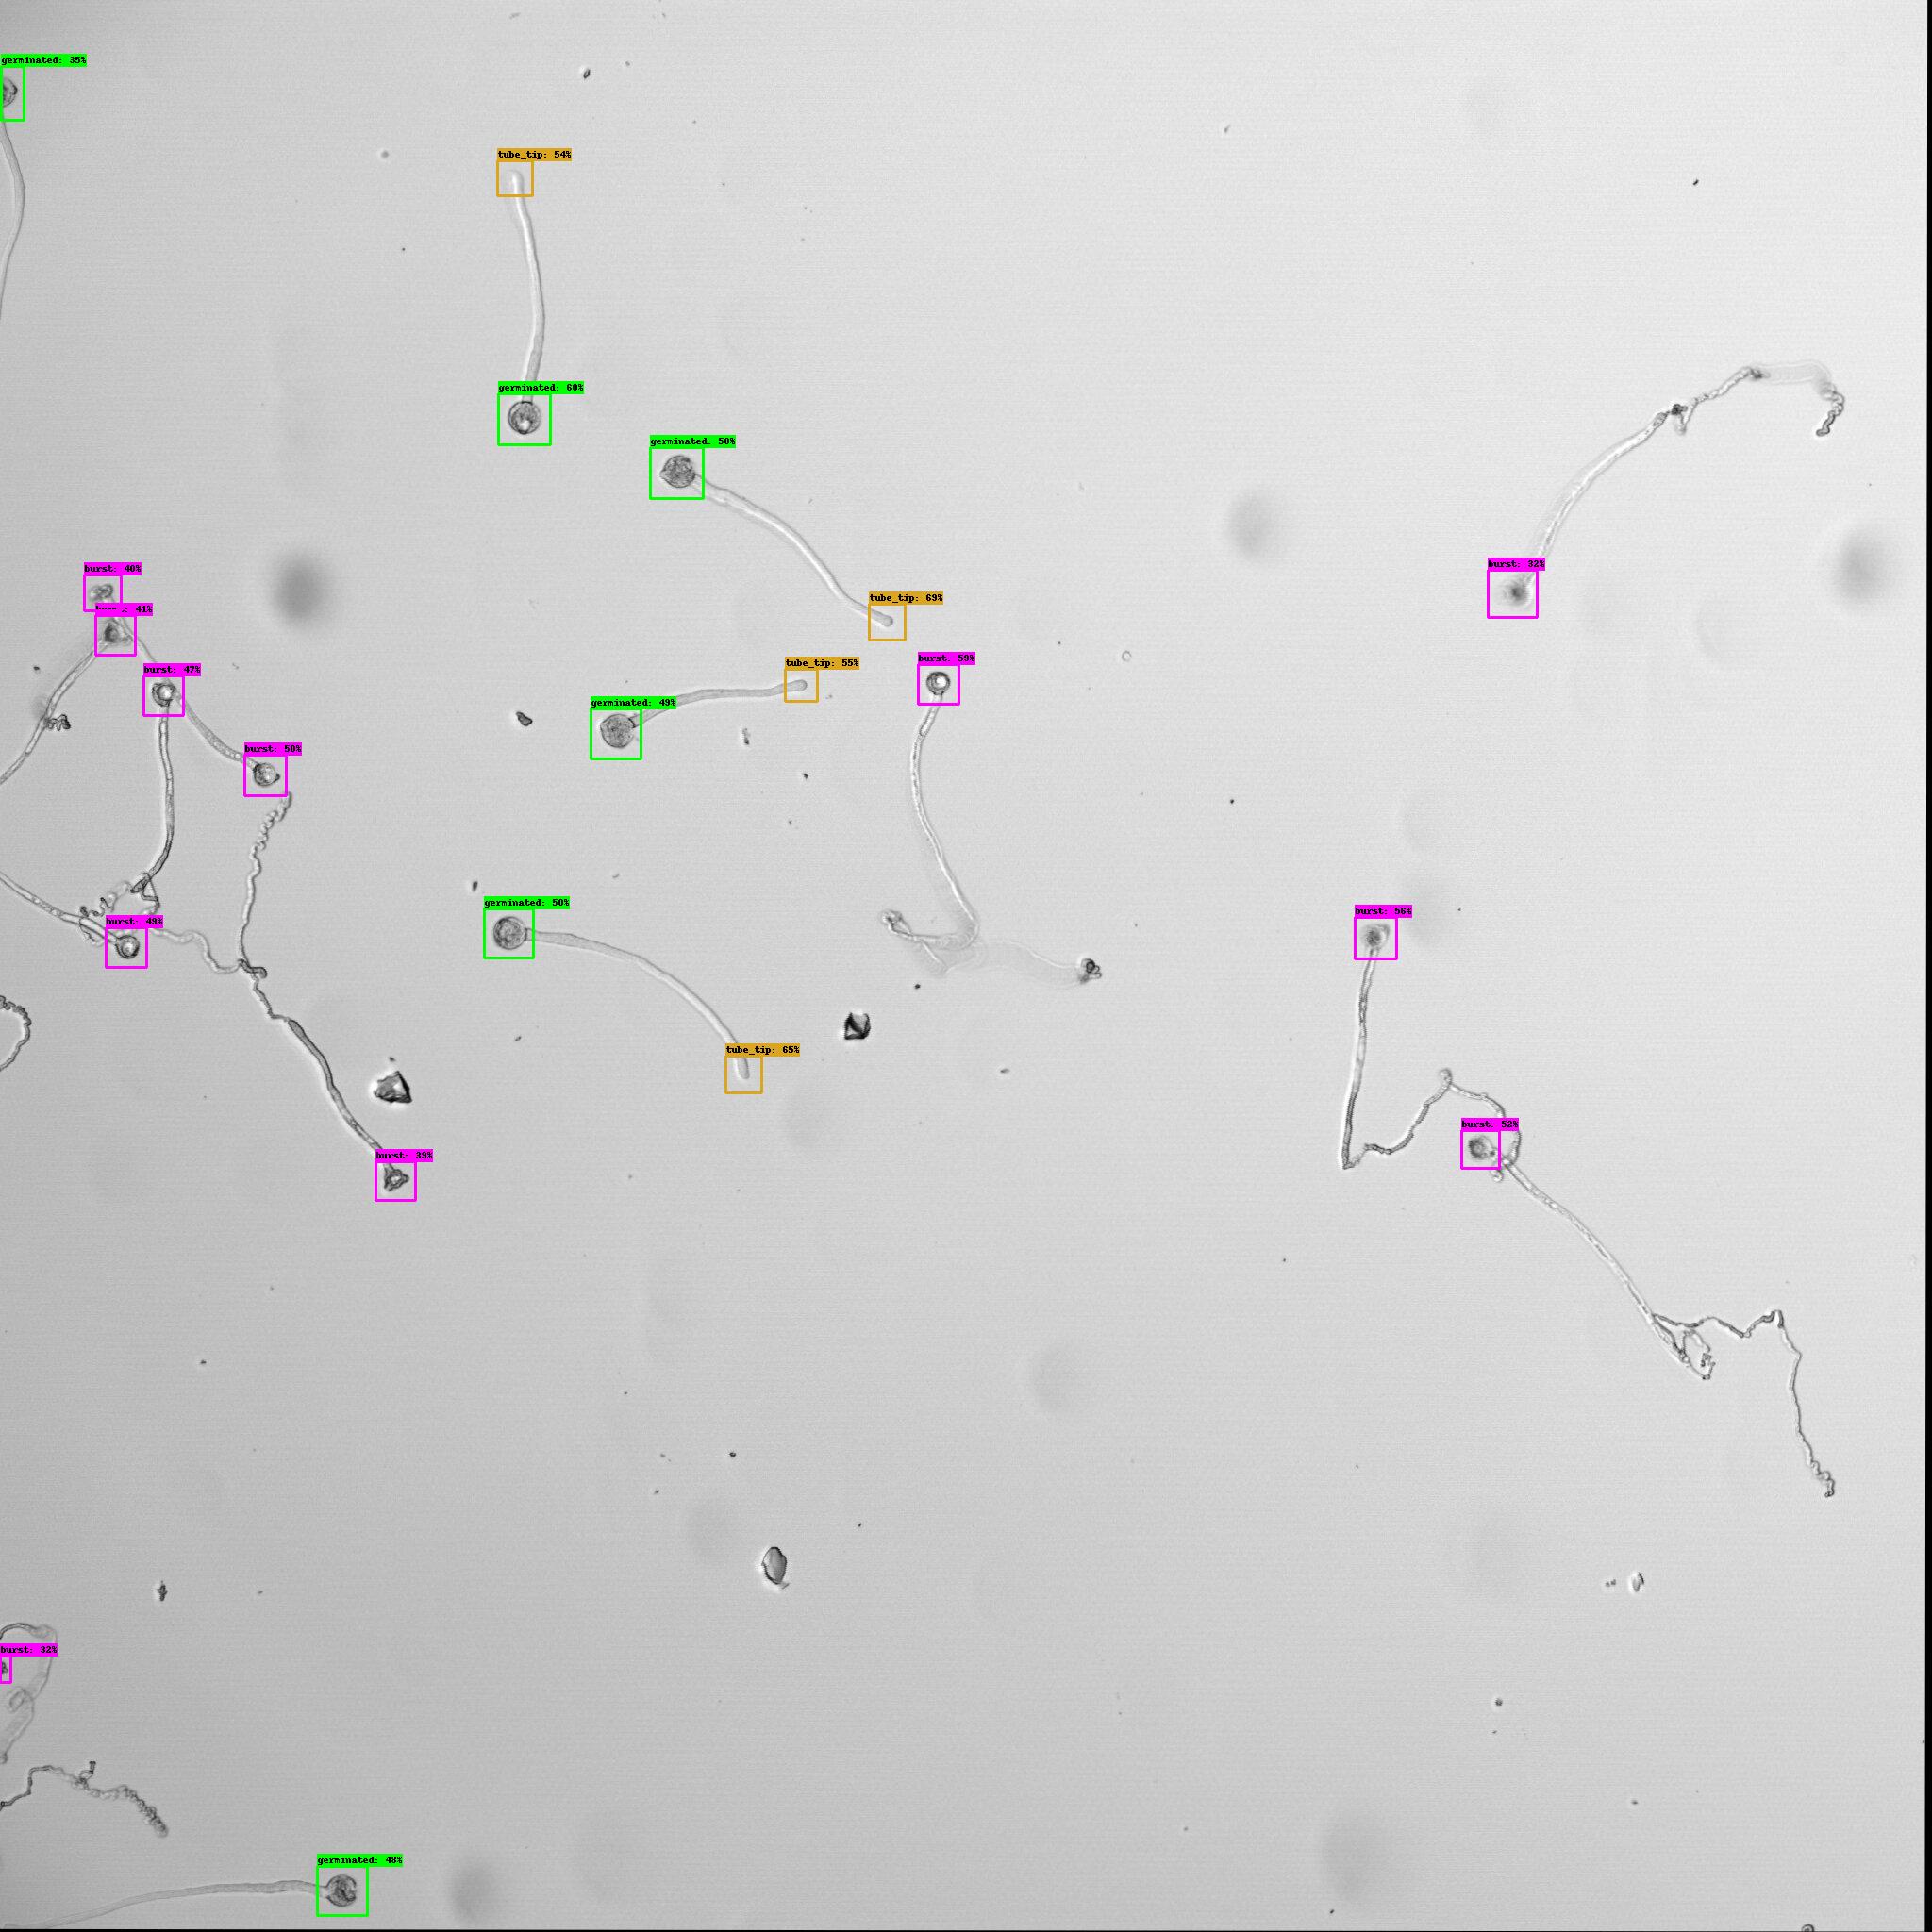 germinated: 35%
tube_tip: 54%
germinated: 60%
germinated: 50%
burst: 32%
burst: 40%
tube_tip: 69%
burst: 41%
burst: 59%
tube_tip: 55%
burst: 47%
germinated: 49%
burst: 50%
germinated: 50%
burst: 56%
burst: 49%
tube_tip: 65%
burst: 52%
burst: 39%
burst: 32%
germinated: 48%